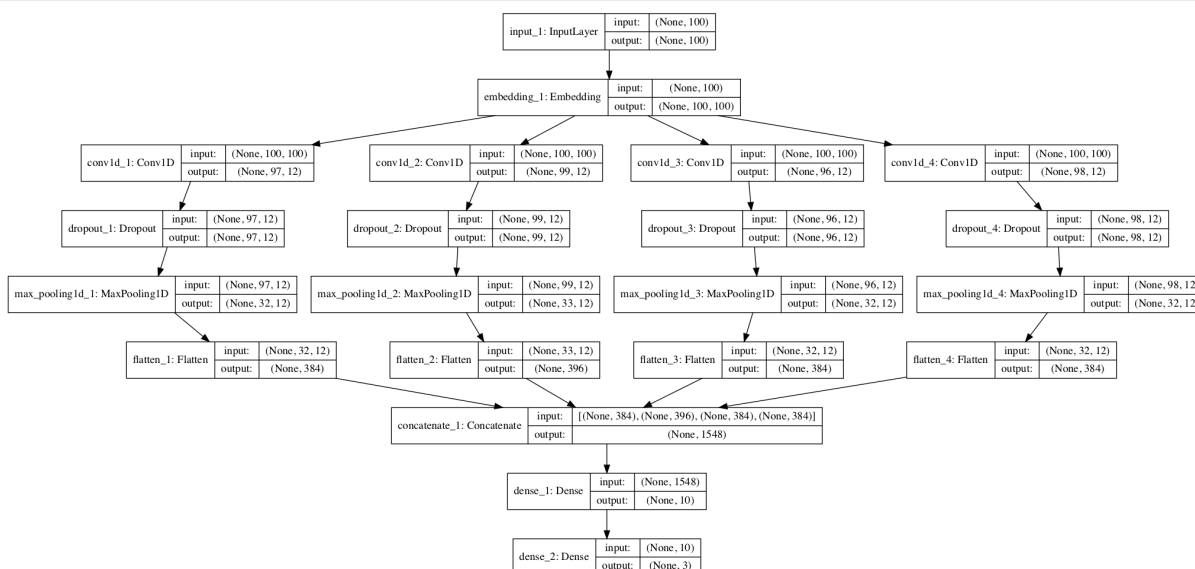 input_1: InputLayer input: (None, 100)
output: (None, 100)
embedding_1: Embedding input: (None, 100)
output: (None, 100, 100)
conv1d_1: Conv1D input: (None, 100, 100)
output: (None, 97, 12)
conv1d_2: Conv1D input: (None, 100, 100)
output: (None, 99, 12)
conv1d_3: Conv1D input: (None, 100, 100)
output: (None, 96, 12)
conv1d_4: Conv1D input: (None, 100, 100)
output: (None, 98, 12)
dropout_1: Dropout input: (None, 97, 12)
output: (None, 97, 12)
dropout_2: Dropout input: (None, 99, 12)
output: (None, 99, 12)
dropout_3: Dropout input: (None, 96, 12)
output: (None, 96, 12)
dropout_4: Dropout input: (None, 98, 12)
output: (None, 98, 12)
max_pooling1d_1: MaxPooling1D input: (None, 97, 12)
output: (None, 32, 12)
max_pooling1d_2: MaxPooling1D input: (None, 99, 12)
output: (None, 33, 12)
max_pooling1d_3: MaxPooling1D input: (None, 96, 12)
output: (None, 32, 12)
max_pooling1d_4: MaxPooling1D input: (None, 98, 12
output: (None, 32, 12
flatten_1: Flatten input: (None, 32, 12)
output: (None, 384)
flatten_2: Flatten input: (None, 33, 12)
output: (None, 396)
flatten_3: Flatten input: (None, 32, 12)
output: (None, 384)
flatten_4: Flatten input: (None, 32, 12)
output: (None, 384)
concatenate_1: Concatenate input: [(None, 384), (None, 396), (None, 384), (None, 384)]
output: (None, 1548)
dense_1: Dense input: (None, 1548)
output: (None, 10)
dense_2: Dense input: (None, 10)
output: (None, 3)